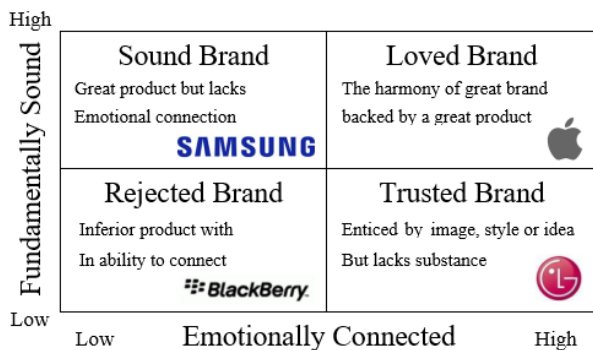 High
Fundamentally Sound
Sound Brand
Great product but lacks
Emotional connection
SAMSUNG
Loved Brand
The harmony of great brand
backed by a great product
Rejected Brand
Inferior product with
In ability to connect
BlackBerry.
Trusted Brand
Enticed by image, style or idea
But lacks substance
LG
Low
Low
Emotionally Connected
High